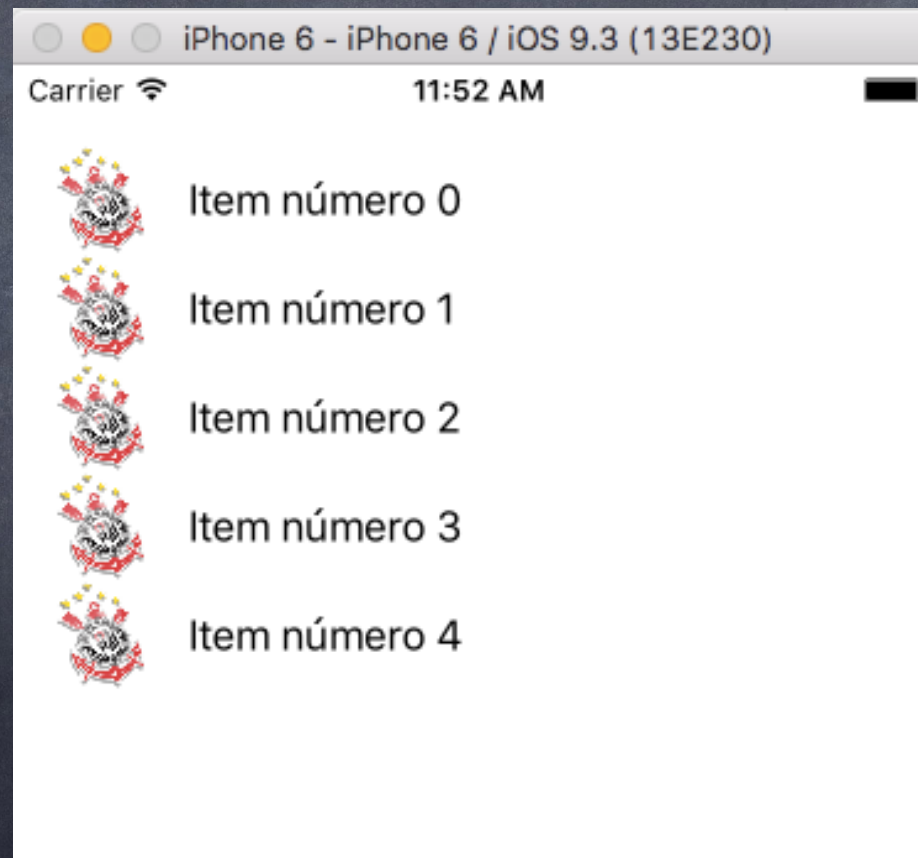 iPhone 6 - iPhone 6 / iOS 9.3 (13E230)
Carrier 11:52 AM
Item número 0
Item número 1
Item número 2
Item número 3
Item número 4